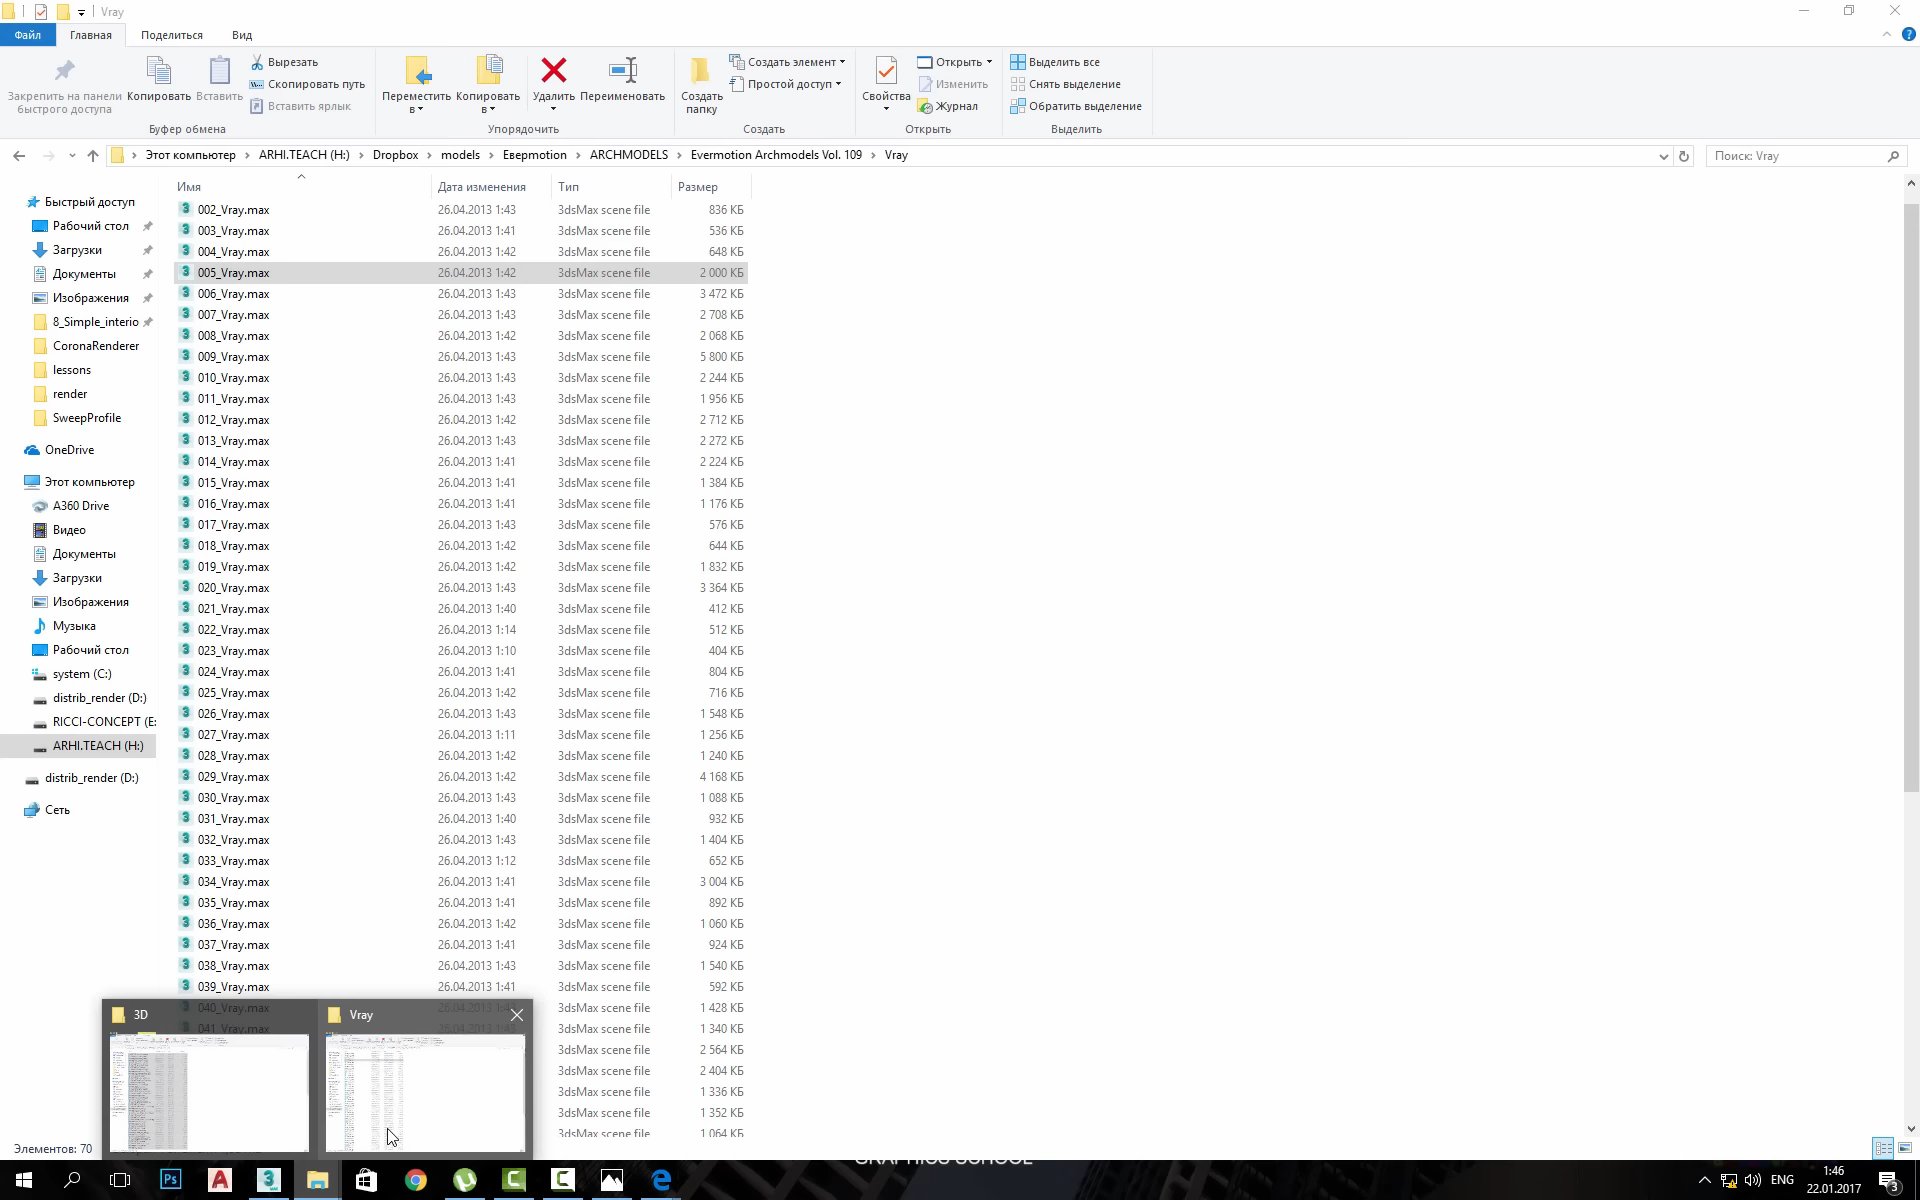 Vray
Файл Главная Поделиться Вид
Закрепить на панели быстрого доступа
Копировать
Вставить
Вырезать
Скопировать путь
Вставить ярлык
Переместить в
Копировать в
Удалить
Переименовать
Создать папку
Создать элемент
Простой доступ
Свойства
Открыть
Изменить
Журнал
Выделить все
Снять выделение
Обратить выделение
Буфер обмена Упорядочить Создать Открыть Выделить
Этот компьютер > ARHI.TEACH (H:) > Dropbox > models > Евермotion > ARCHMODELS > Evermotion Archmodels Vol. 109 > Vray
Поиск: Vray
Быстрый доступ
Рабочий стол
Загрузки
Документы
Изображения
8_Simple_interio
CoronaRenderer
lessons
render
SweepProfile
OneDrive
Этот компьютер
A360 Drive
Видео
Документы
Загрузки
Изображения
Музыка
Рабочий стол
system (C:)
distrib_render (D:)
RICCI-CONCEPT (E:
ARHI.TEACH (H:)
distrib_render (D:)
Сеть
Имя Дата изменения Тип Размер
002_Vray.max 26.04.2013 1:43 3dsMax scene file 836 КБ
003_Vray.max 26.04.2013 1:41 3dsMax scene file 536 КБ
004_Vray.max 26.04.2013 1:42 3dsMax scene file 648 КБ
005_Vray.max 26.04.2013 1:42 3dsMax scene file 2 000 КБ
006_Vray.max 26.04.2013 1:43 3dsMax scene file 3 472 КБ
007_Vray.max 26.04.2013 1:43 3dsMax scene file 2 708 КБ
008_Vray.max 26.04.2013 1:42 3dsMax scene file 2 068 КБ
009_Vray.max 26.04.2013 1:43 3dsMax scene file 5 800 КБ
010_Vray.max 26.04.2013 1:43 3dsMax scene file 2 244 КБ
011_Vray.max 26.04.2013 1:43 3dsMax scene file 1 956 КБ
012_Vray.max 26.04.2013 1:42 3dsMax scene file 2 712 КБ
013_Vray.max 26.04.2013 1:43 3dsMax scene file 2 272 КБ
014_Vray.max 26.04.2013 1:41 3dsMax scene file 2 224 КБ
015_Vray.max 26.04.2013 1:41 3dsMax scene file 1 384 КБ
016_Vray.max 26.04.2013 1:41 3dsMax scene file 1 176 КБ
017_Vray.max 26.04.2013 1:43 3dsMax scene file 576 КБ
018_Vray.max 26.04.2013 1:42 3dsMax scene file 644 КБ
019_Vray.max 26.04.2013 1:42 3dsMax scene file 1 832 КБ
020_Vray.max 26.04.2013 1:43 3dsMax scene file 3 364 КБ
021_Vray.max 26.04.2013 1:40 3dsMax scene file 412 КБ
022_Vray.max 26.04.2013 1:14 3dsMax scene file 512 КБ
023_Vray.max 26.04.2013 1:10 3dsMax scene file 404 КБ
024_Vray.max 26.04.2013 1:41 3dsMax scene file 804 КБ
025_Vray.max 26.04.2013 1:42 3dsMax scene file 716 КБ
026_Vray.max 26.04.2013 1:43 3dsMax scene file 1 548 КБ
027_Vray.max 26.04.2013 1:11 3dsMax scene file 1 256 КБ
028_Vray.max 26.04.2013 1:42 3dsMax scene file 1 240 КБ
029_Vray.max 26.04.2013 1:42 3dsMax scene file 4 168 КБ
030_Vray.max 26.04.2013 1:43 3dsMax scene file 1 088 КБ
031_Vray.max 26.04.2013 1:40 3dsMax scene file 932 КБ
032_Vray.max 26.04.2013 1:43 3dsMax scene file 1 404 КБ
033_Vray.max 26.04.2013 1:12 3dsMax scene file 652 КБ
034_Vray.max 26.04.2013 1:41 3dsMax scene file 3 004 КБ
035_Vray.max 26.04.2013 1:41 3dsMax scene file 892 КБ
036_Vray.max 26.04.2013 1:42 3dsMax scene file 1 060 КБ
037_Vray.max 26.04.2013 1:41 3dsMax scene file 924 КБ
038_Vray.max 26.04.2013 1:43 3dsMax scene file 1 540 КБ
039_Vray.max 26.04.2013 1:41 3dsMax scene file 592 КБ
040_Vray.max 3dsMax scene file 1 428 КБ
041_Vray.max 3dsMax scene file 1 340 КБ
3dsMax scene file 2 564 КБ
3dsMax scene file 2 404 КБ
3dsMax scene file 1 336 КБ
3dsMax scene file 1 352 КБ
3dsMax scene file 1 064 КБ
3D Vray
Элементов: 70
GRAPHICS SCHOOL
ENG
1:46
22.01.2017
3